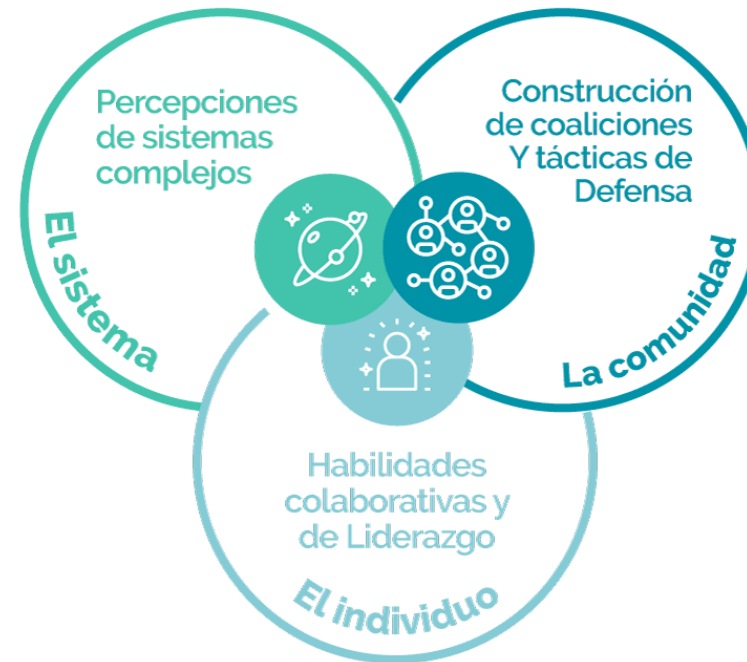 Percepciones
de sistemas
complejos
El sistema
Construcción
de coaliciones
Y tácticas de
Defensa
La comunidad
Habilidades
colaborativas y
de Liderazgo
El individuo